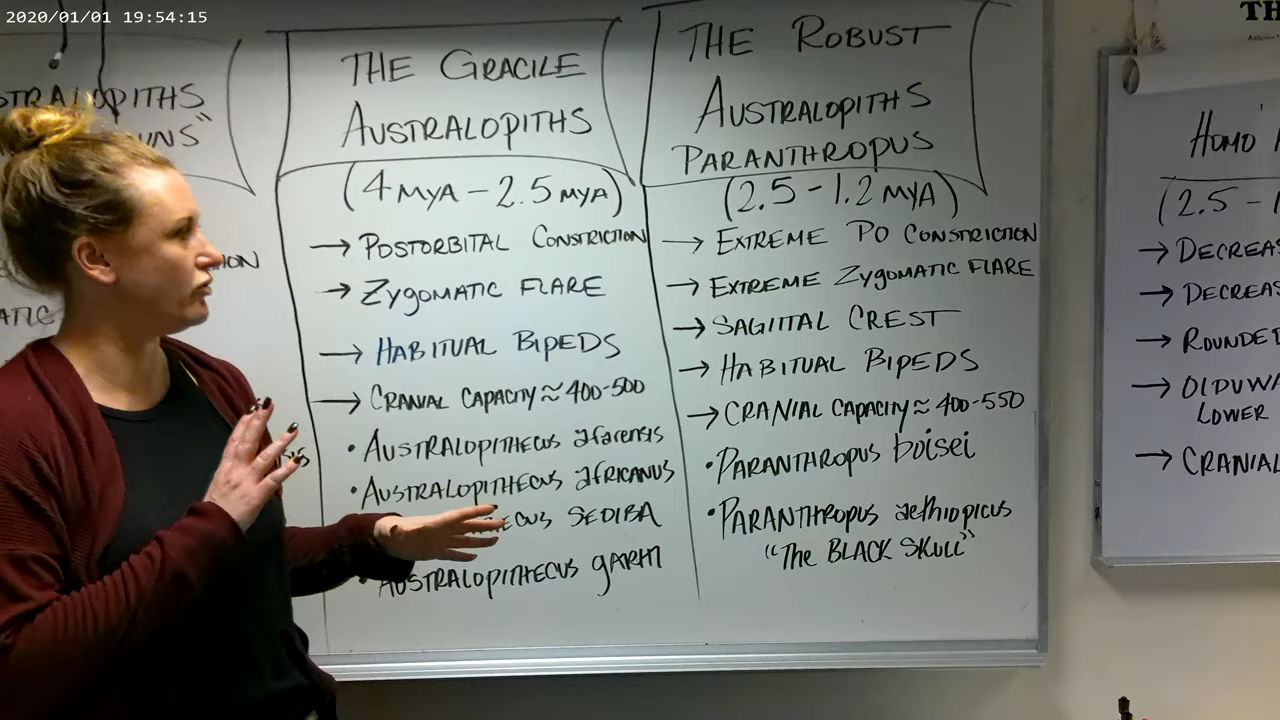 2020/01/01 19:54:15
THE GRACILE
AUSTRALOPITHS
(4 MYA - 2.5 MYA)
→ POSTORBITAL CONSTRICTION
→ ZYGOMATIC FLARE
→ HABITUAL BIPEDS
→ CRANIAL CAPACITY ≈ 400-500
• AUSTRALOPITHECUS afarensis
• AUSTRALOPITHECUS africanus
SEDIBA
• AUSTRALOPITHECUS garhi
THE ROBUST
AUSTRALOPITHS
PARANTHROPUS
(2.5 - 1.2 MYA)
→ EXTREME PO CONSTRICTION
→ EXTREME ZYGOMATIC FLARE
→ SAGITTAL CREST
→ HABITUAL BIPEDS
→ CRANIAL CAPACITY ≈ 400-550
• PARANTHROPUS boisei
• PARANTHROPUS aethiopicus
"The BLACK SKULL"
HOMO
(2.5 -
→ DECREAS
→ DECREAS
→ ROUNDED
→ OLDUWA
LOWER
→ CRANIAL